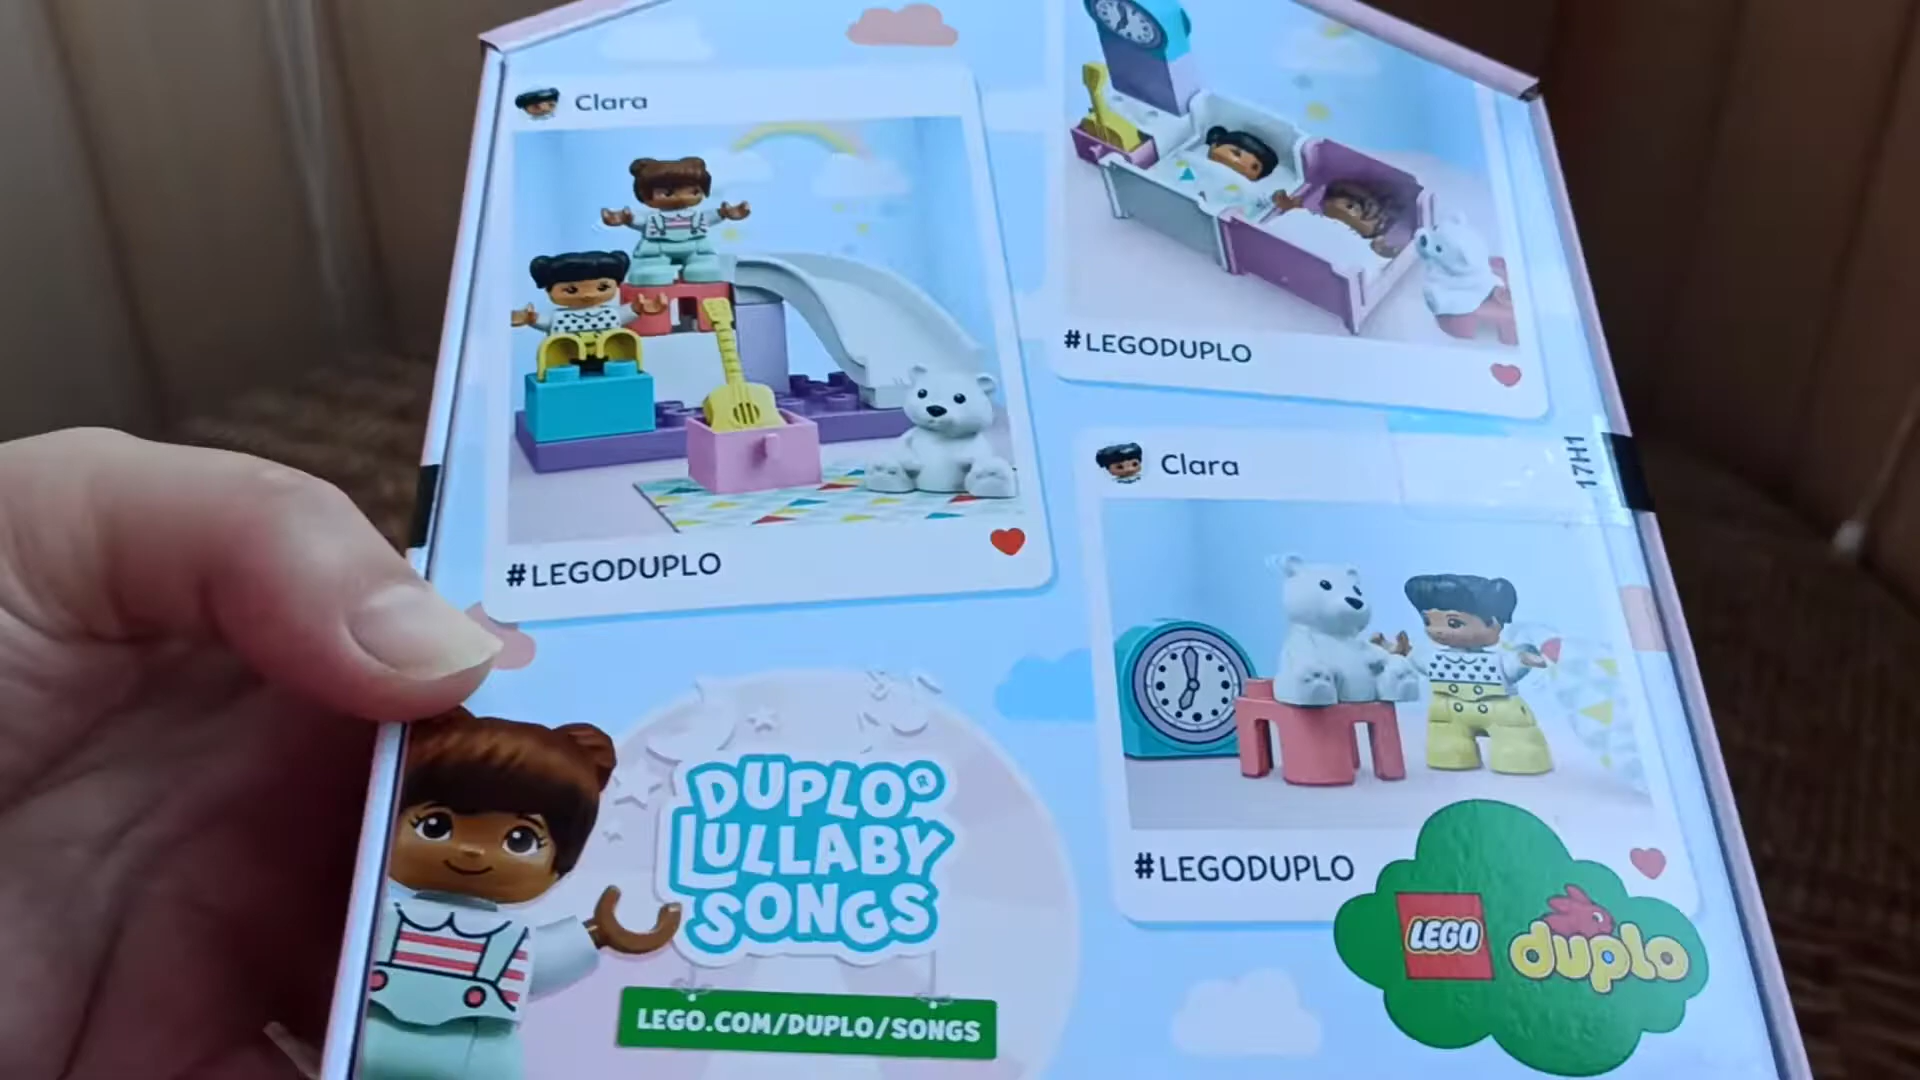 Clara
#LEGODUPLO
#LEGODUPLO
Clara
17H1
#LEGODUPLO
DUPLO®
LULLABY
SONGS
LEGO.COM/DUPLO/SONGS
LEGO
duplo